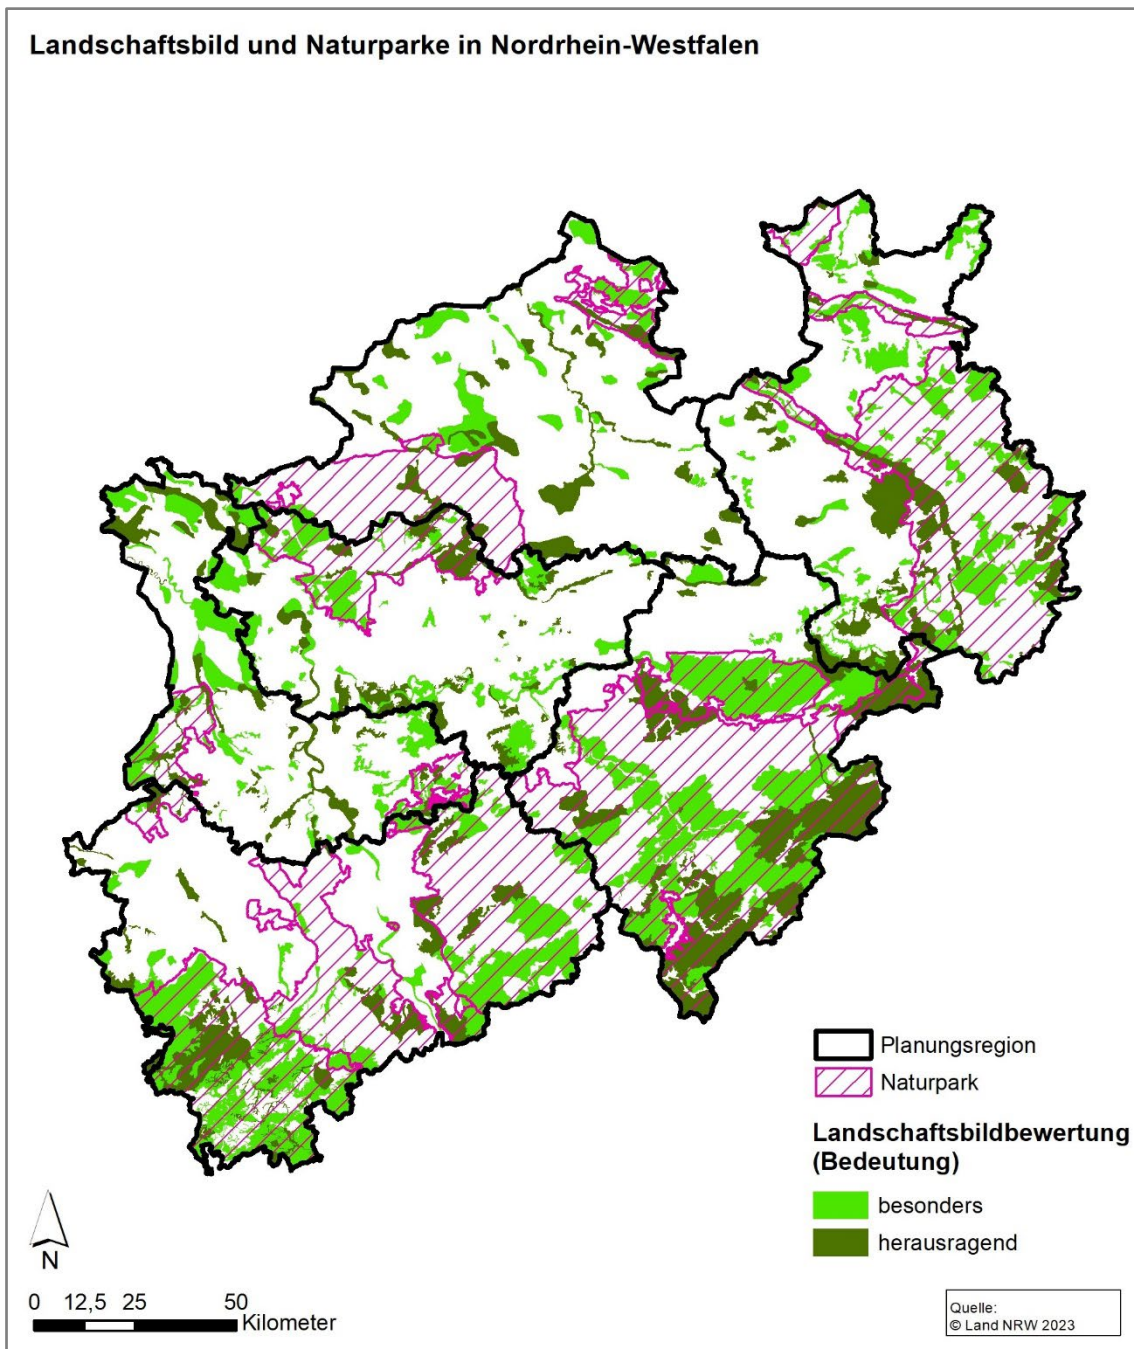 Landschaftsbild und Naturparke in Nordrhein-Westfalen
Planungsregion
Naturpark
Landschaftsbildbewertung
(Bedeutung)
besonders
herausragend
N
0 12,5 25 50
Kilometer
Quelle:
© Land NRW 2023